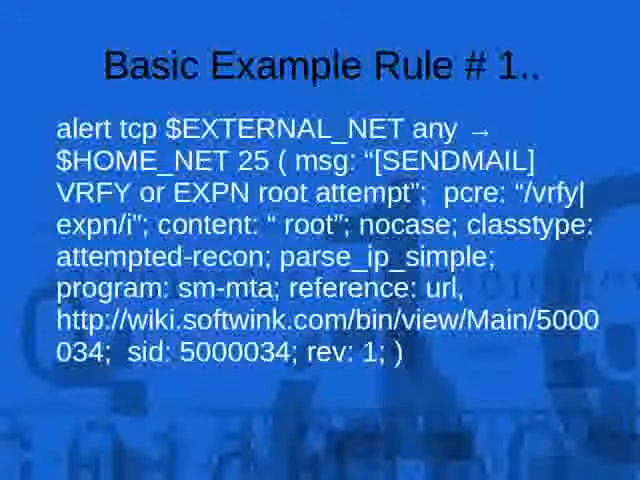 Basic Example Rule # 1..
alert tcp $EXTERNAL_NET any →
$HOME_NET 25 ( msg: “[SENDMAIL]
VRFY or EXPN root attempt”;  pcre: “/vrfy|
expn/i”; content: “ root”; nocase; classtype:
attempted-recon; parse_ip_simple;
program: sm-mta; reference: url,
http://wiki.softwink.com/bin/view/Main/5000
034;  sid: 5000034; rev: 1; )